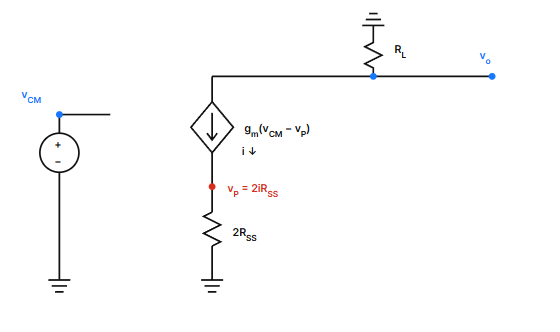 R_L
v_o
v_CM
+
−
g_m(v_CM − v_P)
i ↓
v_P = 2iR_SS
2R_SS